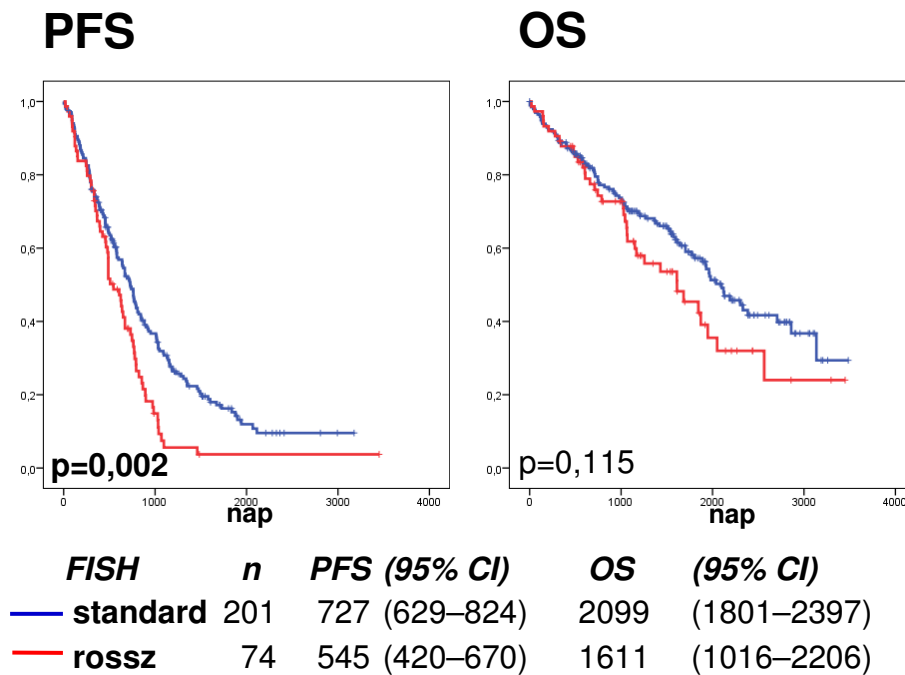 PFS OS
1,0
0,8
0,6
0,4
0,2
0,0
p=0,002
0 1000 2000 3000 4000
nap
1,0
0,8
0,6
0,4
0,2
0,0
p=0,115
0 1000 2000 3000 4000
nap
FISH n PFS (95% CI) OS (95% CI)
standard 201 727 (629–824) 2099 (1801–2397)
rossz 74 545 (420–670) 1611 (1016–2206)